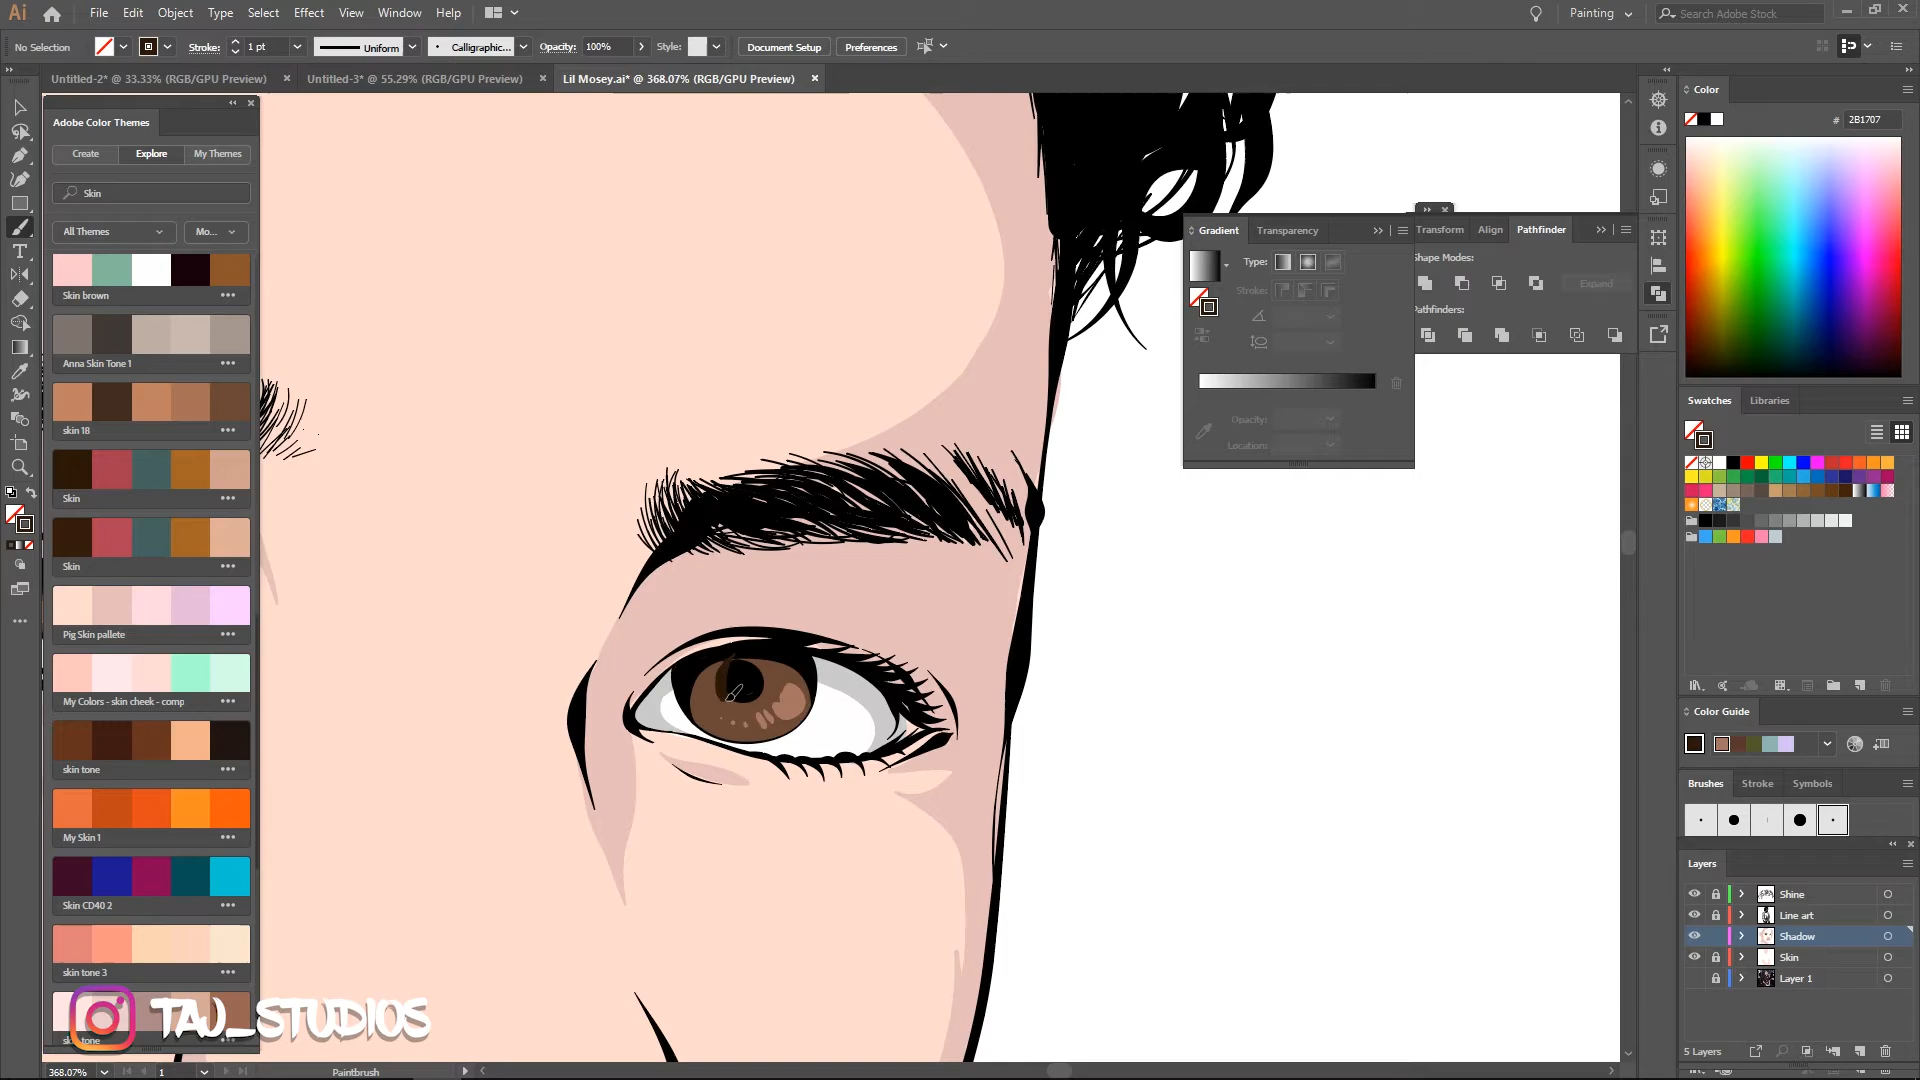 Ai File Edit Object Type Select Effect View Window Help Painting Search Adobe Stock
No Selection Stroke: 1 pt Uniform Calligraphic... Opacity: 100% Style: Document Setup Preferences
Untitled-2* @ 33.33% (RGB/GPU Preview) Untitled-3* @ 55.29% (RGB/GPU Preview) Lil Mosey.ai* @ 368.07% (RGB/GPU Preview)
Adobe Color Themes
Create Explore My Themes
Skin
All Themes Mo...
Skin brown
Anna Skin Tone 1
skin 18
Skin
Skin
Pig Skin pallete
My Colors - skin cheek - comp
skin tone
My Skin 1
Skin CD40 2
skin tone 3
skin tone
TAJ_STUDIOS
Gradient Transparency
Type:
Stroke:
Opacity:
Location:
Transform Align Pathfinder
Shape Modes:
Expand
Pathfinders:
Color
# 2B1707
Swatches Libraries
Color Guide
Brushes Stroke Symbols
Layers
Shine
Line art
Shadow
Skin
Layer 1
5 Layers
368.07% 1 Paintbrush